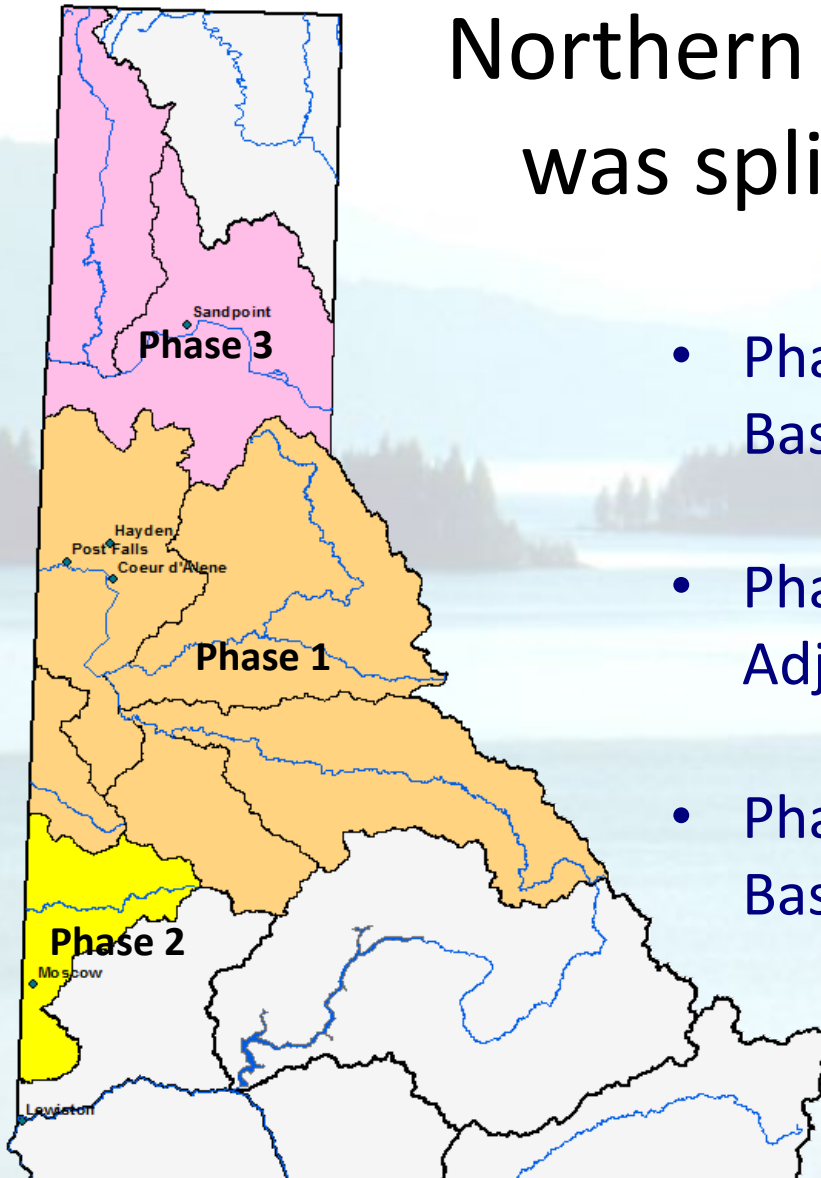 Northern
was spli
Sandpoint
Phase 3
• Pha
Bas
Hayden
Post Falls
Coeur d'Alene
• Pha
Adj
Phase 1
• Pha
Bas
Phase 2
Moscow
Lewiston